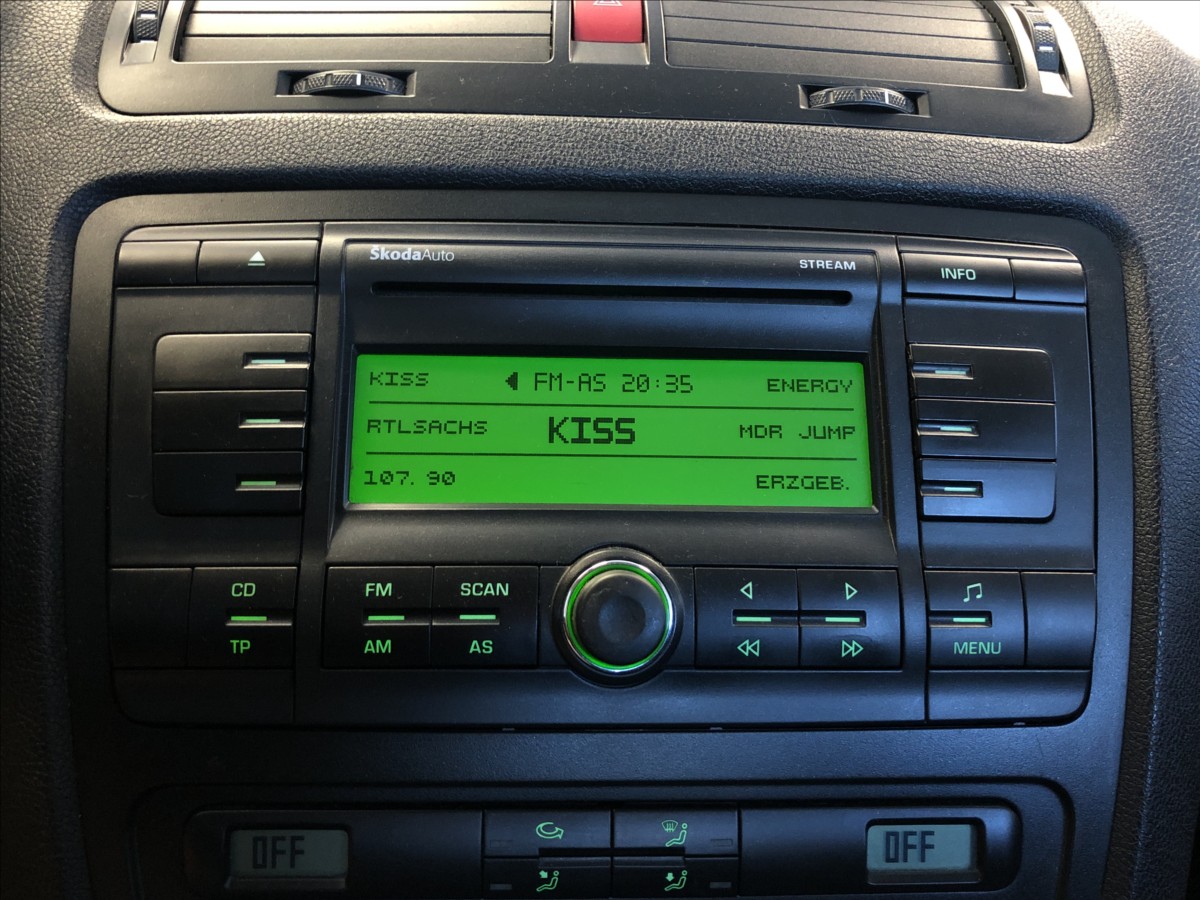 ŠkodaAuto
STREAM
INFO
KISS FM-AS 20:35 ENERGY
RTLSACHS KISS MDR JUMP
107.90 ERZGEB.
CD FM SCAN
TP AM AS MENU
OFF OFF